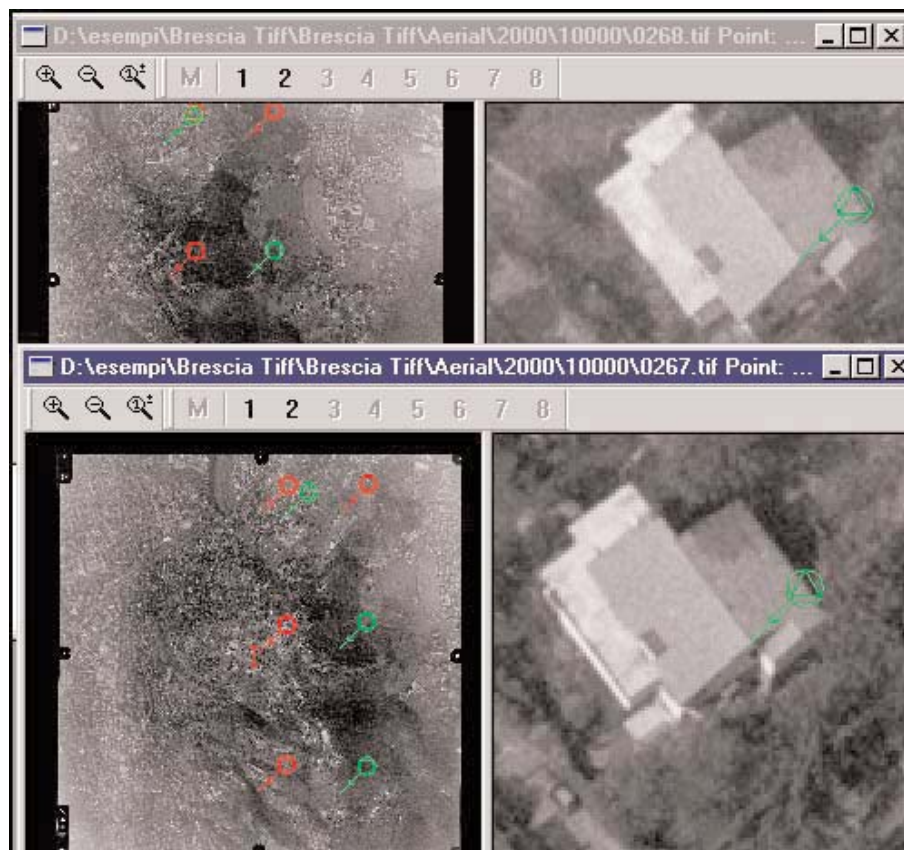 D:\esempi\Brescia Tiff\Brescia Tiff\Aerial\2000\10000\0268.tif Point: ...
M 1 2 3 4 5 6 7 8
D:\esempi\Brescia Tiff\Brescia Tiff\Aerial\2000\10000\0267.tif Point: ...
M 1 2 3 4 5 6 7 8